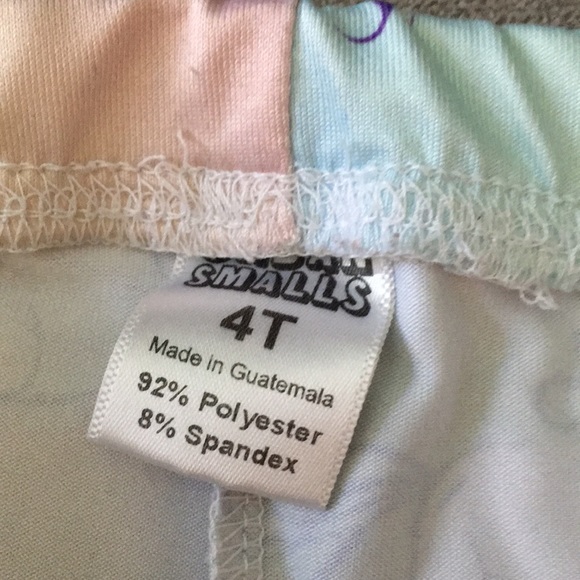 SMALLS
4T
Made in Guatemala
92% Polyester
8% Spandex